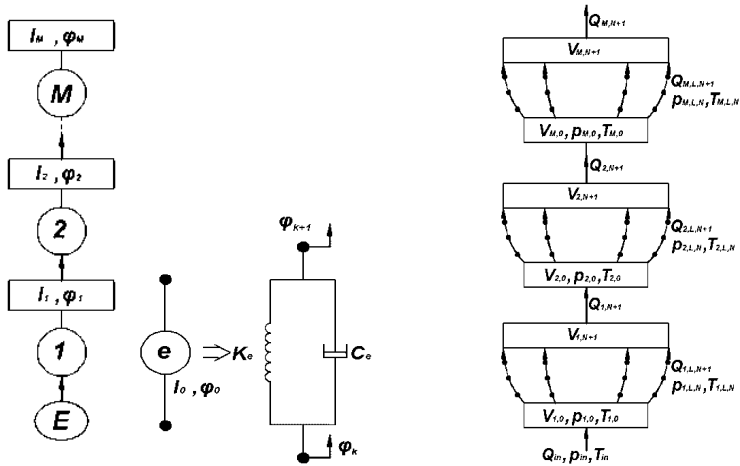 I_M , φ_M
M
I_2 , φ_2
2
I_1 , φ_1
1
E
e
I_0 , φ_0
K_e
C_e
φ_{k+1}
φ_k
Q_{M,N+1}
V_{M,N+1}
Q_{M,L,N+1}
p_{M,L,N},T_{M,L,N}
V_{M,0}, p_{M,0},T_{M,0}
Q_{2,N+1}
V_{2,N+1}
Q_{2,L,N+1}
p_{2,L,N},T_{2,L,N}
V_{2,0}, p_{2,0},T_{2,0}
Q_{1,N+1}
V_{1,N+1}
Q_{1,L,N+1}
p_{1,L,N},T_{1,L,N}
V_{1,0}, p_{1,0},T_{1,0}
Q_{in}, p_{in},T_{in}